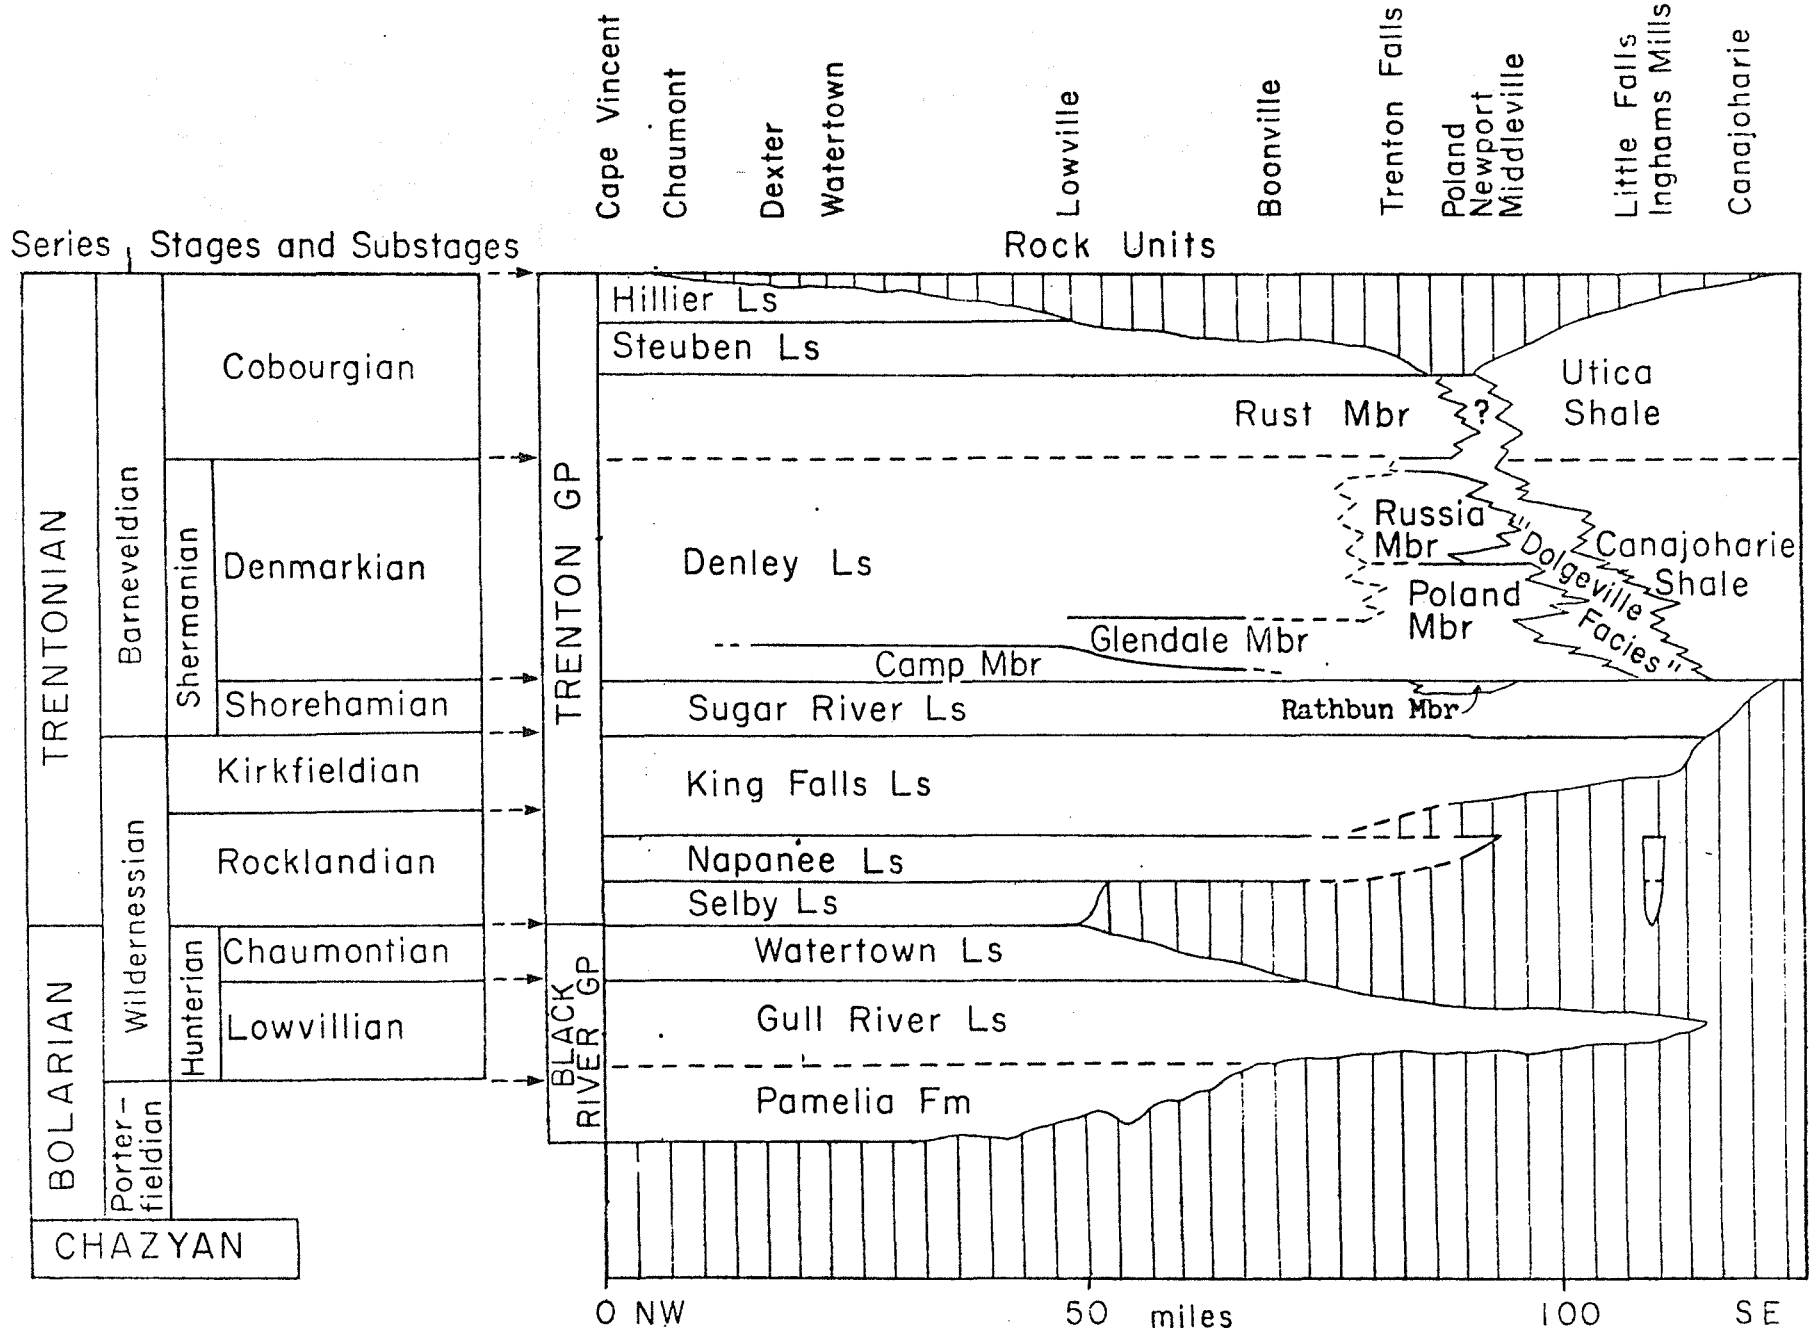 Cape Vincent
Chaumont
Dexter
Watertown
Lowville
Boonville
Trenton Falls
Poland
Newport
Middleville
Little Falls
Inghams Mills
Canajoharie
Series
Stages and Substages
Rock Units
TRENTONIAN
BOLARIAN
CHAZYAN
Barneveldian
Wildernessian
Porter-
fieldian
Shermanian
Hunterian
Cobourgian
Denmarkian
Shorehamian
Kirkfieldian
Rocklandian
Chaumontian
Lowvillian
TRENTON GP
BLACK
RIVER GP
Hillier Ls
Steuben Ls
Rust Mbr
?
Utica
Shale
Denley Ls
Russia
Mbr
Poland
Mbr
"Dolgeville
Facies"
Canajoharie
Shale
Glendale Mbr
Camp Mbr
Sugar River Ls
Rathbun Mbr
King Falls Ls
Napanee Ls
Selby Ls
Watertown Ls
Gull River Ls
Pamelia Fm
0 NW 50 miles 100 SE